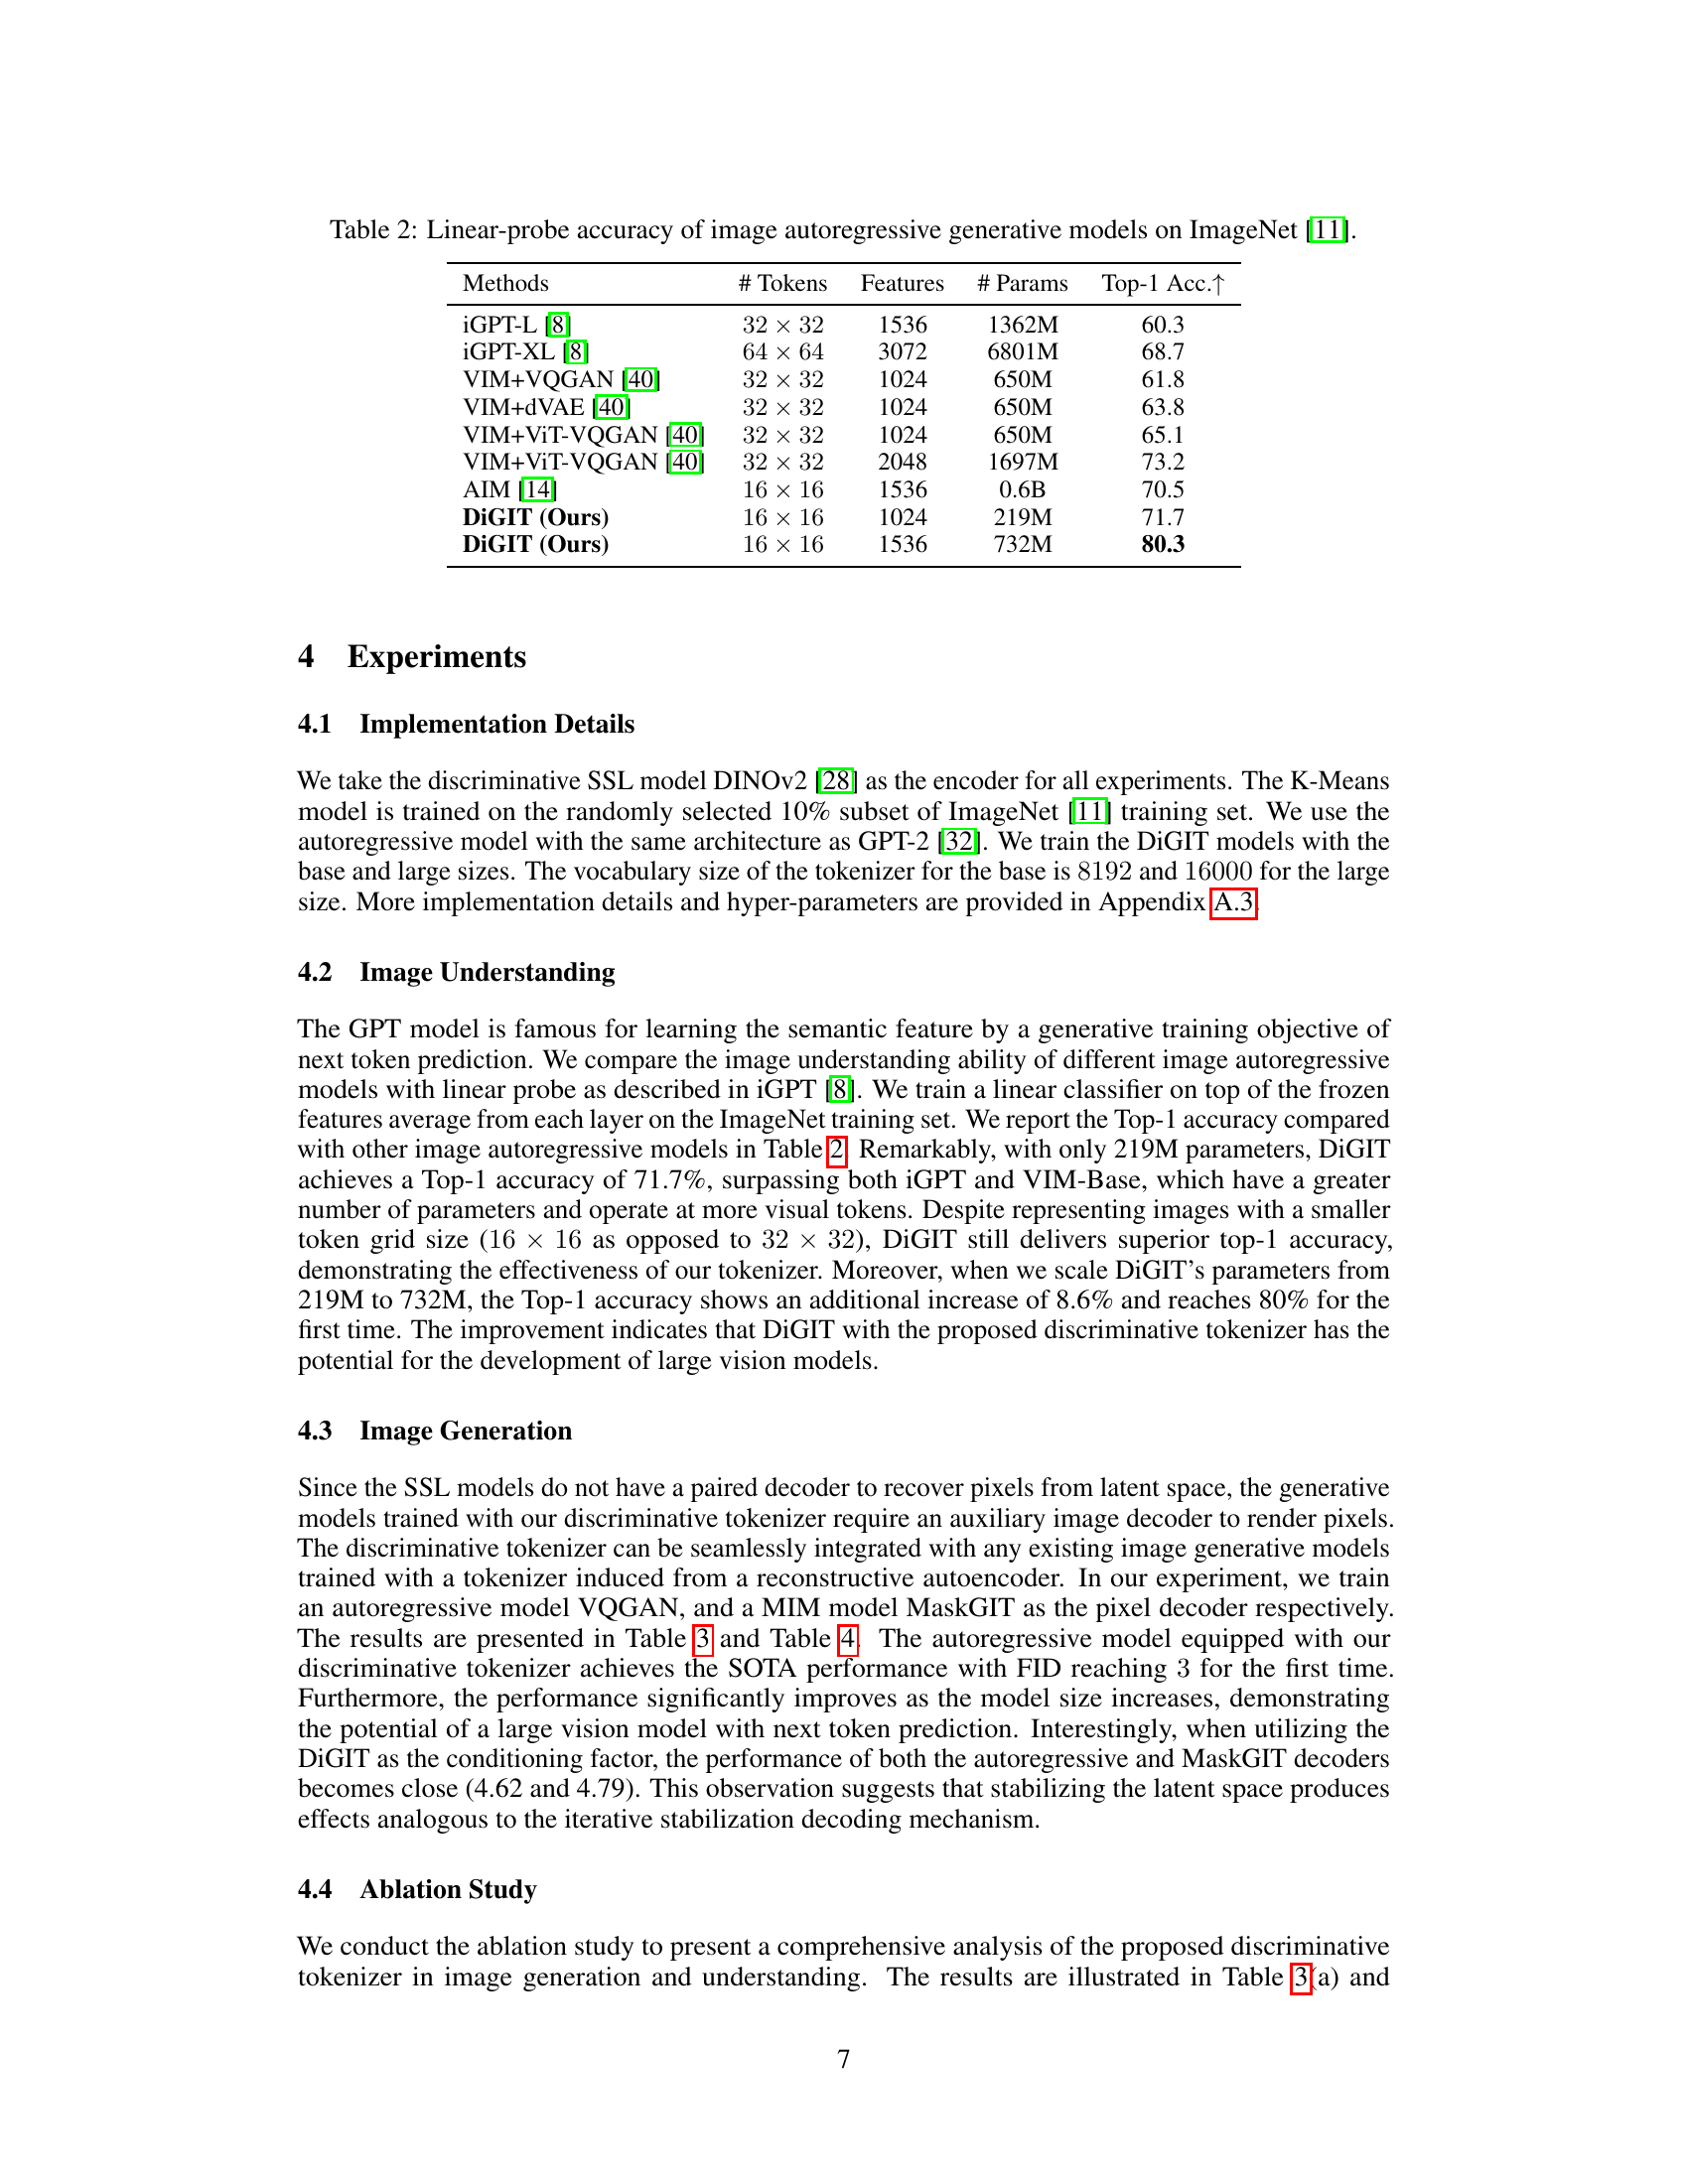 Table 2: Linear-probe accuracy of image autoregressive generative models on ImageNet [11].
Methods # Tokens Features # Params Top-1 Acc.↑
iGPT-L [8] 32 × 32 1536 1362M 60.3
iGPT-XL [8] 64 × 64 3072 6801M 68.7
VIM+VQGAN [40] 32 × 32 1024 650M 61.8
VIM+dVAE [40] 32 × 32 1024 650M 63.8
VIM+ViT-VQGAN [40] 32 × 32 1024 650M 65.1
VIM+ViT-VQGAN [40] 32 × 32 2048 1697M 73.2
AIM [14] 16 × 16 1536 0.6B 70.5
DiGIT (Ours) 16 × 16 1024 219M 71.7
DiGIT (Ours) 16 × 16 1536 732M 80.3
4 Experiments
4.1 Implementation Details
We take the discriminative SSL model DINOv2 [28] as the encoder for all experiments. The K-Means
model is trained on the randomly selected 10% subset of ImageNet [11] training set. We use the
autoregressive model with the same architecture as GPT-2 [32]. We train the DiGIT models with the
base and large sizes. The vocabulary size of the tokenizer for the base is 8192 and 16000 for the large
size. More implementation details and hyper-parameters are provided in Appendix A.3.
4.2 Image Understanding
The GPT model is famous for learning the semantic feature by a generative training objective of
next token prediction. We compare the image understanding ability of different image autoregressive
models with linear probe as described in iGPT [8]. We train a linear classifier on top of the frozen
features average from each layer on the ImageNet training set. We report the Top-1 accuracy compared
with other image autoregressive models in Table 2. Remarkably, with only 219M parameters, DiGIT
achieves a Top-1 accuracy of 71.7%, surpassing both iGPT and VIM-Base, which have a greater
number of parameters and operate at more visual tokens. Despite representing images with a smaller
token grid size (16 × 16 as opposed to 32 × 32), DiGIT still delivers superior top-1 accuracy,
demonstrating the effectiveness of our tokenizer. Moreover, when we scale DiGIT's parameters from
219M to 732M, the Top-1 accuracy shows an additional increase of 8.6% and reaches 80% for the
first time. The improvement indicates that DiGIT with the proposed discriminative tokenizer has the
potential for the development of large vision models.
4.3 Image Generation
Since the SSL models do not have a paired decoder to recover pixels from latent space, the generative
models trained with our discriminative tokenizer require an auxiliary image decoder to render pixels.
The discriminative tokenizer can be seamlessly integrated with any existing image generative models
trained with a tokenizer induced from a reconstructive autoencoder. In our experiment, we train
an autoregressive model VQGAN, and a MIM model MaskGIT as the pixel decoder respectively.
The results are presented in Table 3 and Table 4. The autoregressive model equipped with our
discriminative tokenizer achieves the SOTA performance with FID reaching 3 for the first time.
Furthermore, the performance significantly improves as the model size increases, demonstrating
the potential of a large vision model with next token prediction. Interestingly, when utilizing the
DiGIT as the conditioning factor, the performance of both the autoregressive and MaskGIT decoders
becomes close (4.62 and 4.79). This observation suggests that stabilizing the latent space produces
effects analogous to the iterative stabilization decoding mechanism.
4.4 Ablation Study
We conduct the ablation study to present a comprehensive analysis of the proposed discriminative
tokenizer in image generation and understanding. The results are illustrated in Table 3(a) and
7